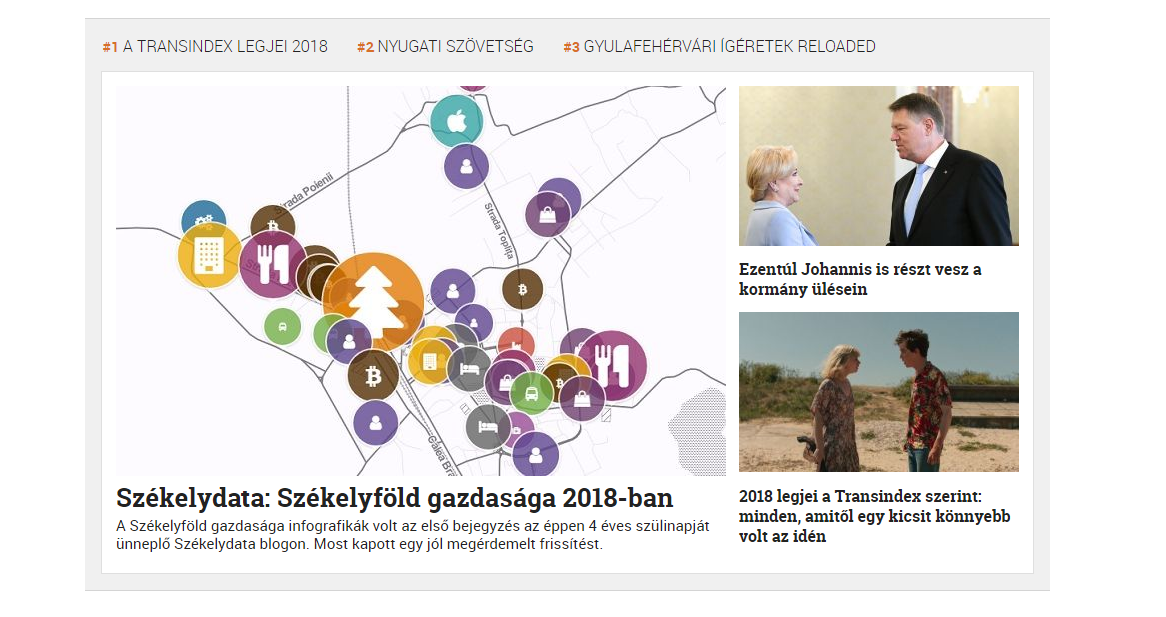 #1 A TRANSINDEX LEGJEI 2018 #2 NYUGATI SZÖVETSÉG #3 GYULAFEHÉRVÁRI ÍGÉRETEK RELOADED
Strada Poienii
Strada Toplița
Calea Bra
Székelydata: Székelyföld gazdasága 2018-ban
A Székelyföld gazdasága infografikák volt az első bejegyzés az éppen 4 éves szülinapját
ünneplő Székelydata blogon. Most kapott egy jól megérdemelt frissítést.
Ezentúl Johannis is részt vesz a
kormány ülésein
2018 legjei a Transindex szerint:
minden, amitől egy kicsit könnyebb
volt az idén